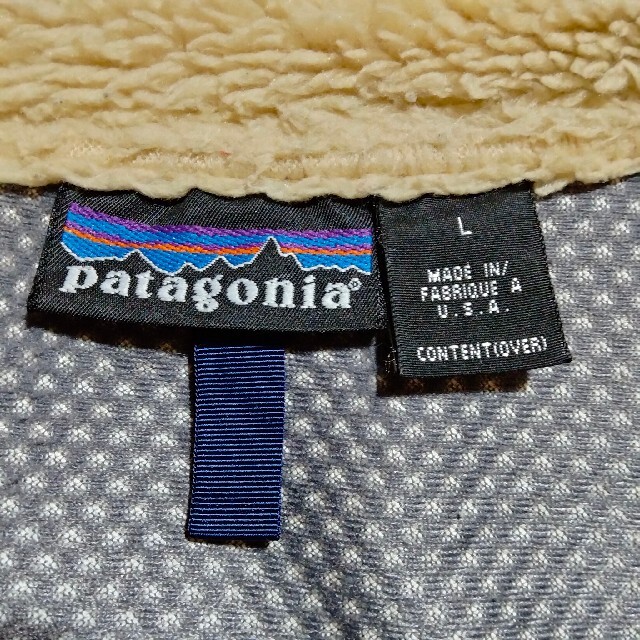 patagonia®
L
MADE IN/
FABRIQUE A
U.S.A.
CONTENT(OVER)